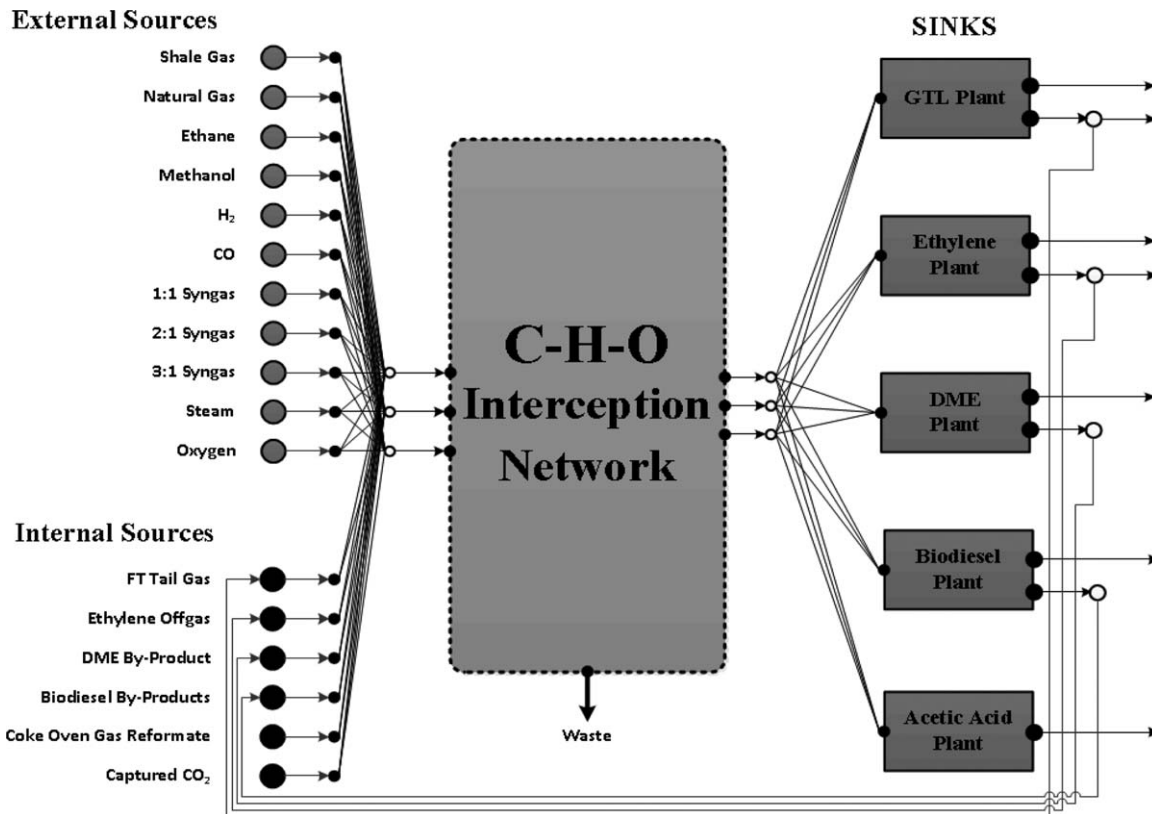 External Sources
Shale Gas
Natural Gas
Ethane
Methanol
H₂
CO
1:1 Syngas
2:1 Syngas
3:1 Syngas
Steam
Oxygen
Internal Sources
FT Tail Gas
Ethylene Offgas
DME By-Product
Biodiesel By-Products
Coke Oven Gas Reformate
Captured CO₂
C-H-O
Interception
Network
Waste
SINKS
GTL Plant
Ethylene
Plant
DME
Plant
Biodiesel
Plant
Acetic Acid
Plant